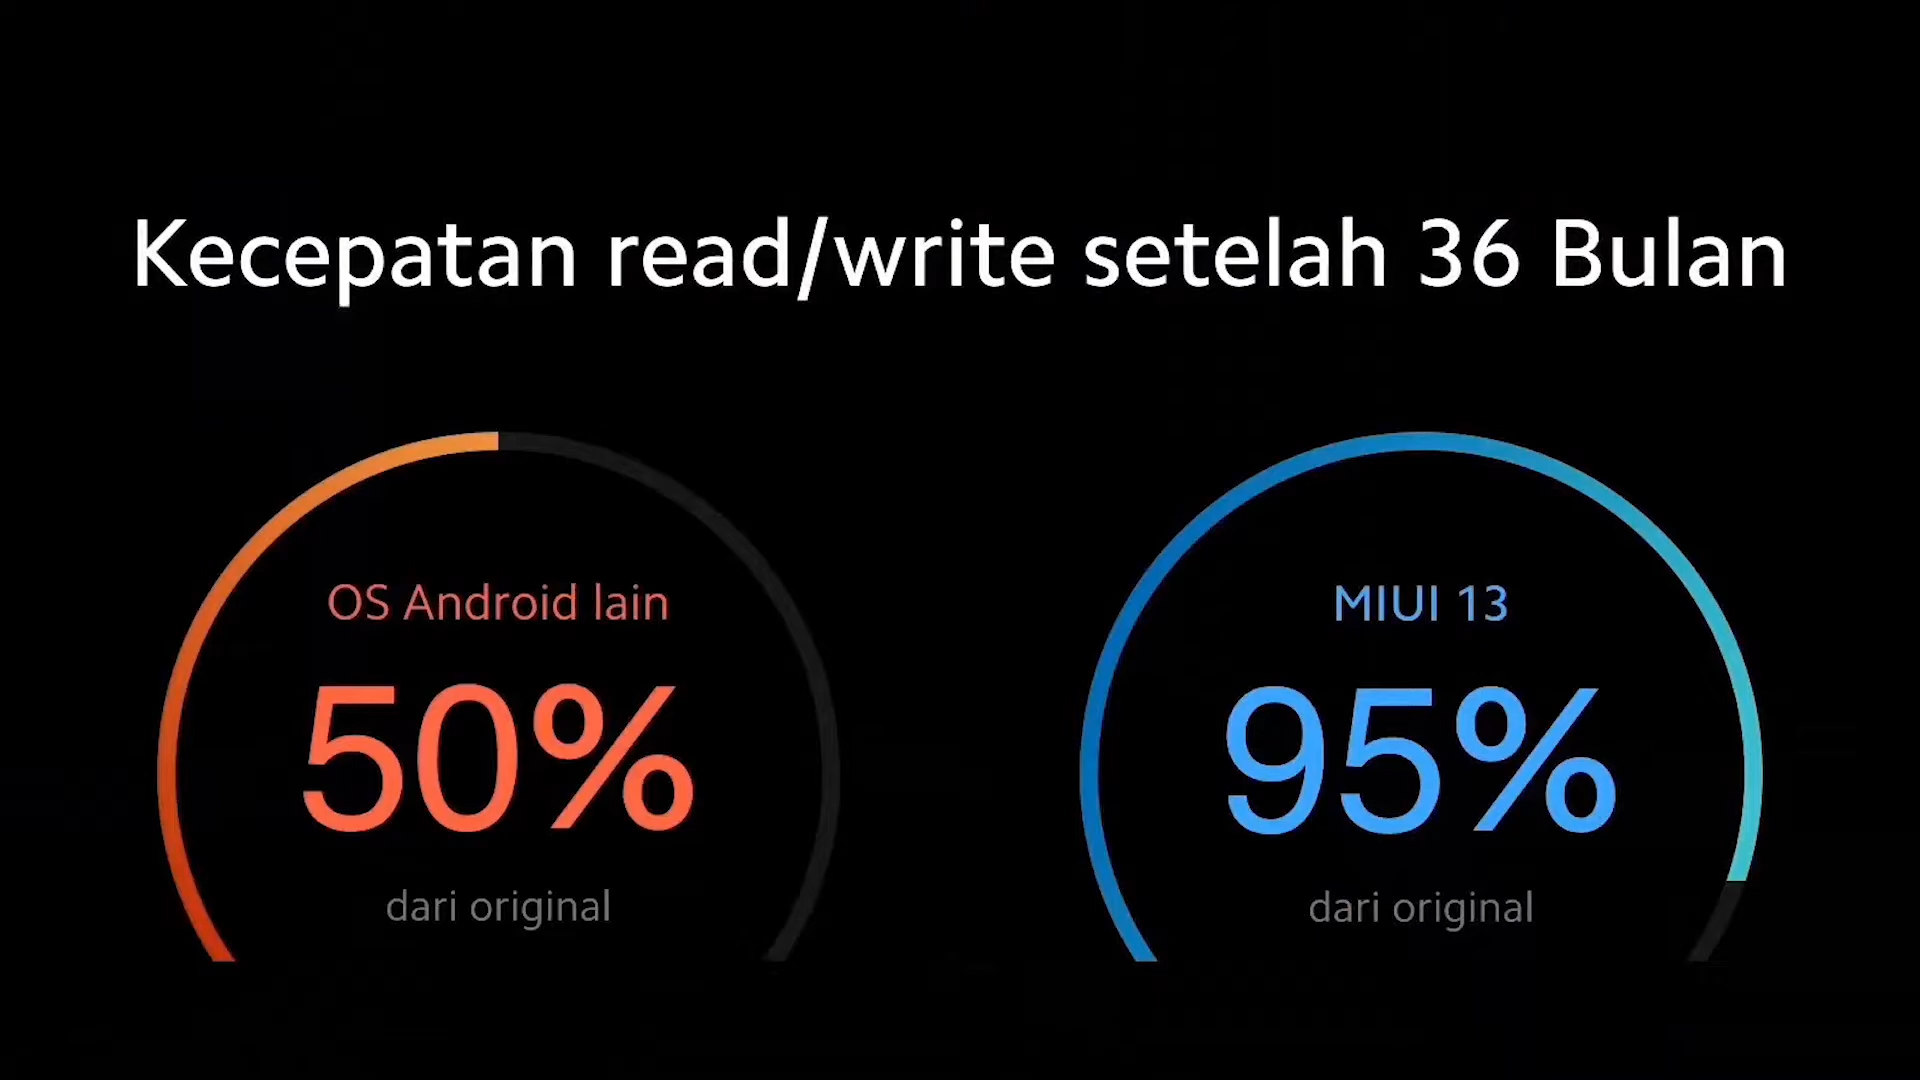 Kecepatan read/write setelah 36 Bulan
OS Android lain
50%
dari original
MIUI 13
95%
dari original